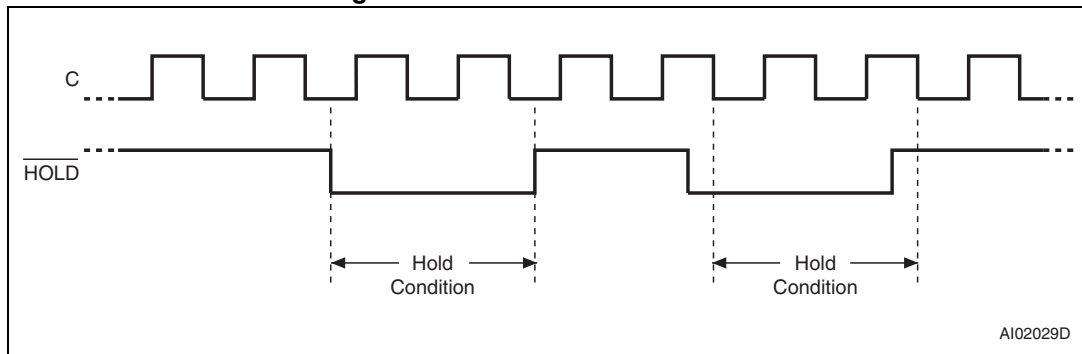 C
HOLD
Hold Hold
Condition Condition
AI02029D